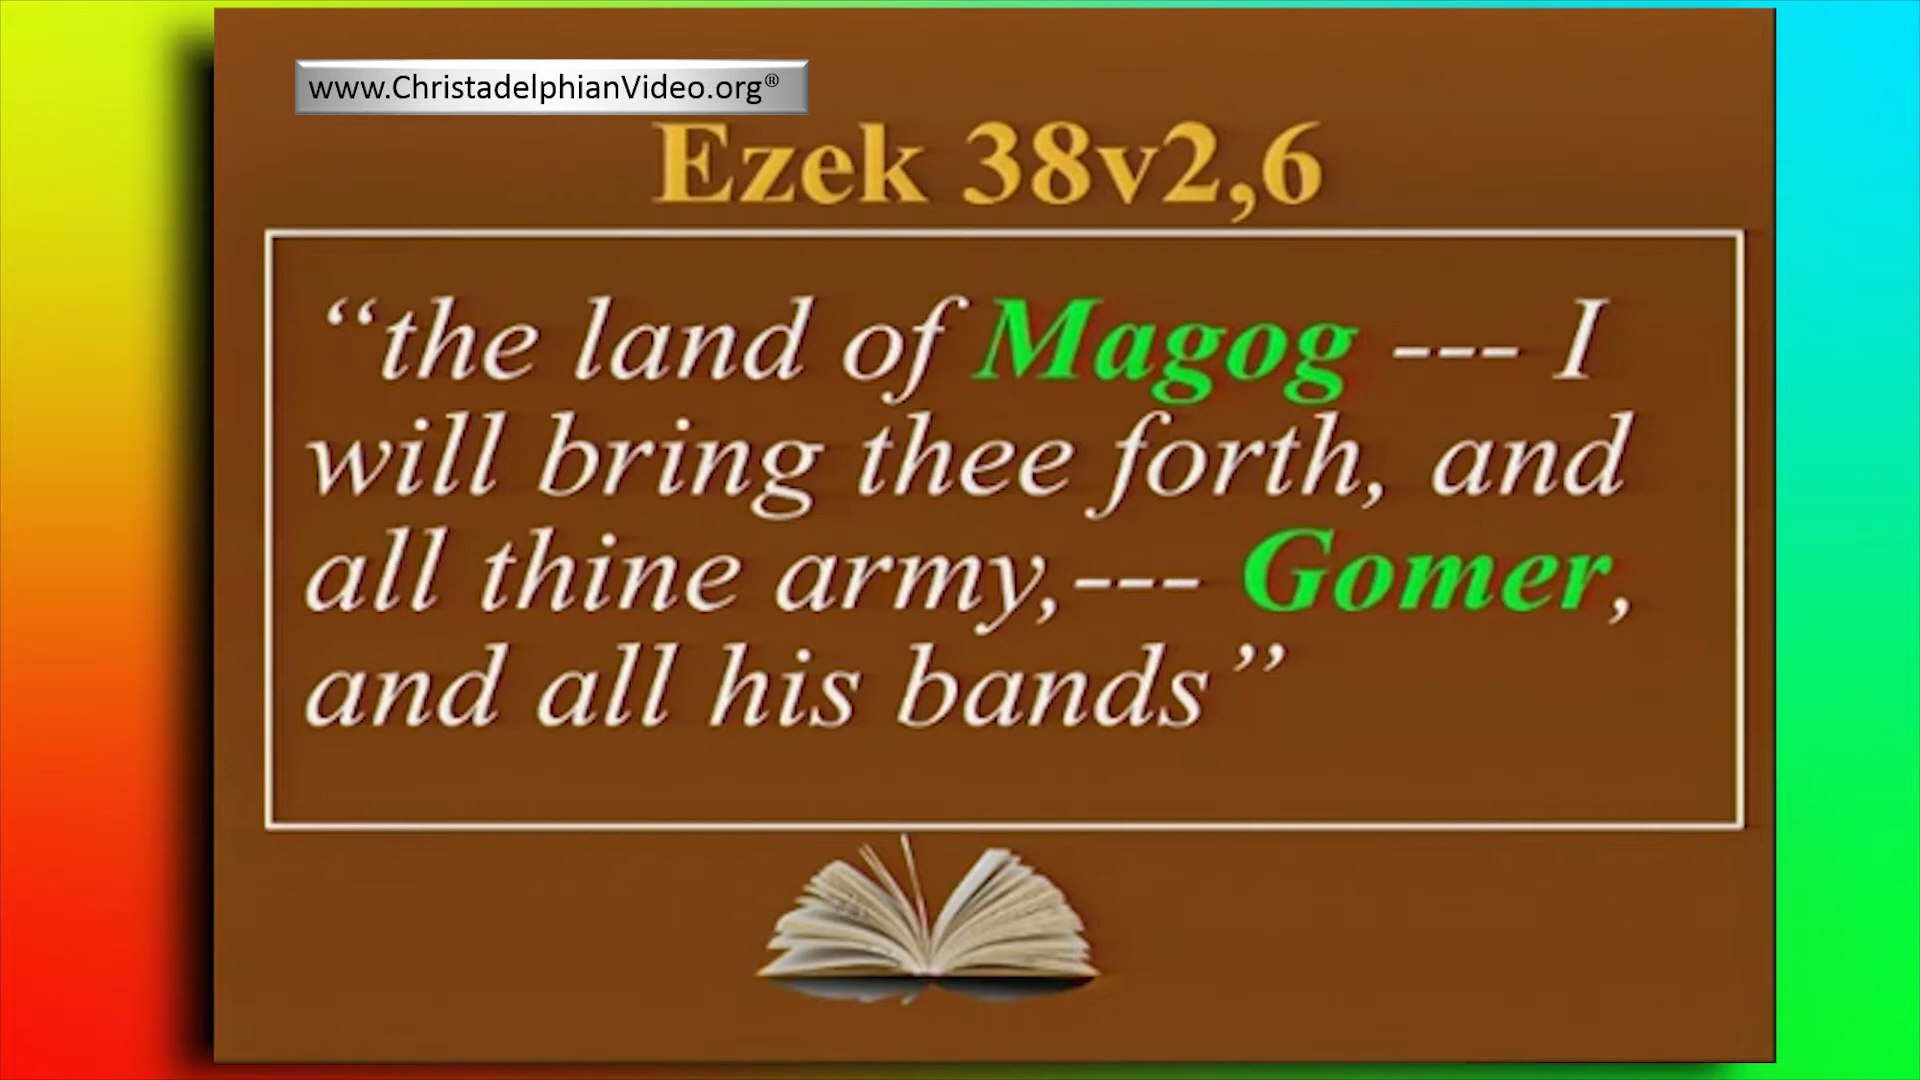 www.ChristadelphianVideo.org®
Ezek 38v2,6
“the land of Magog --- I
will bring thee forth, and
all thine army,--- Gomer,
and all his bands”